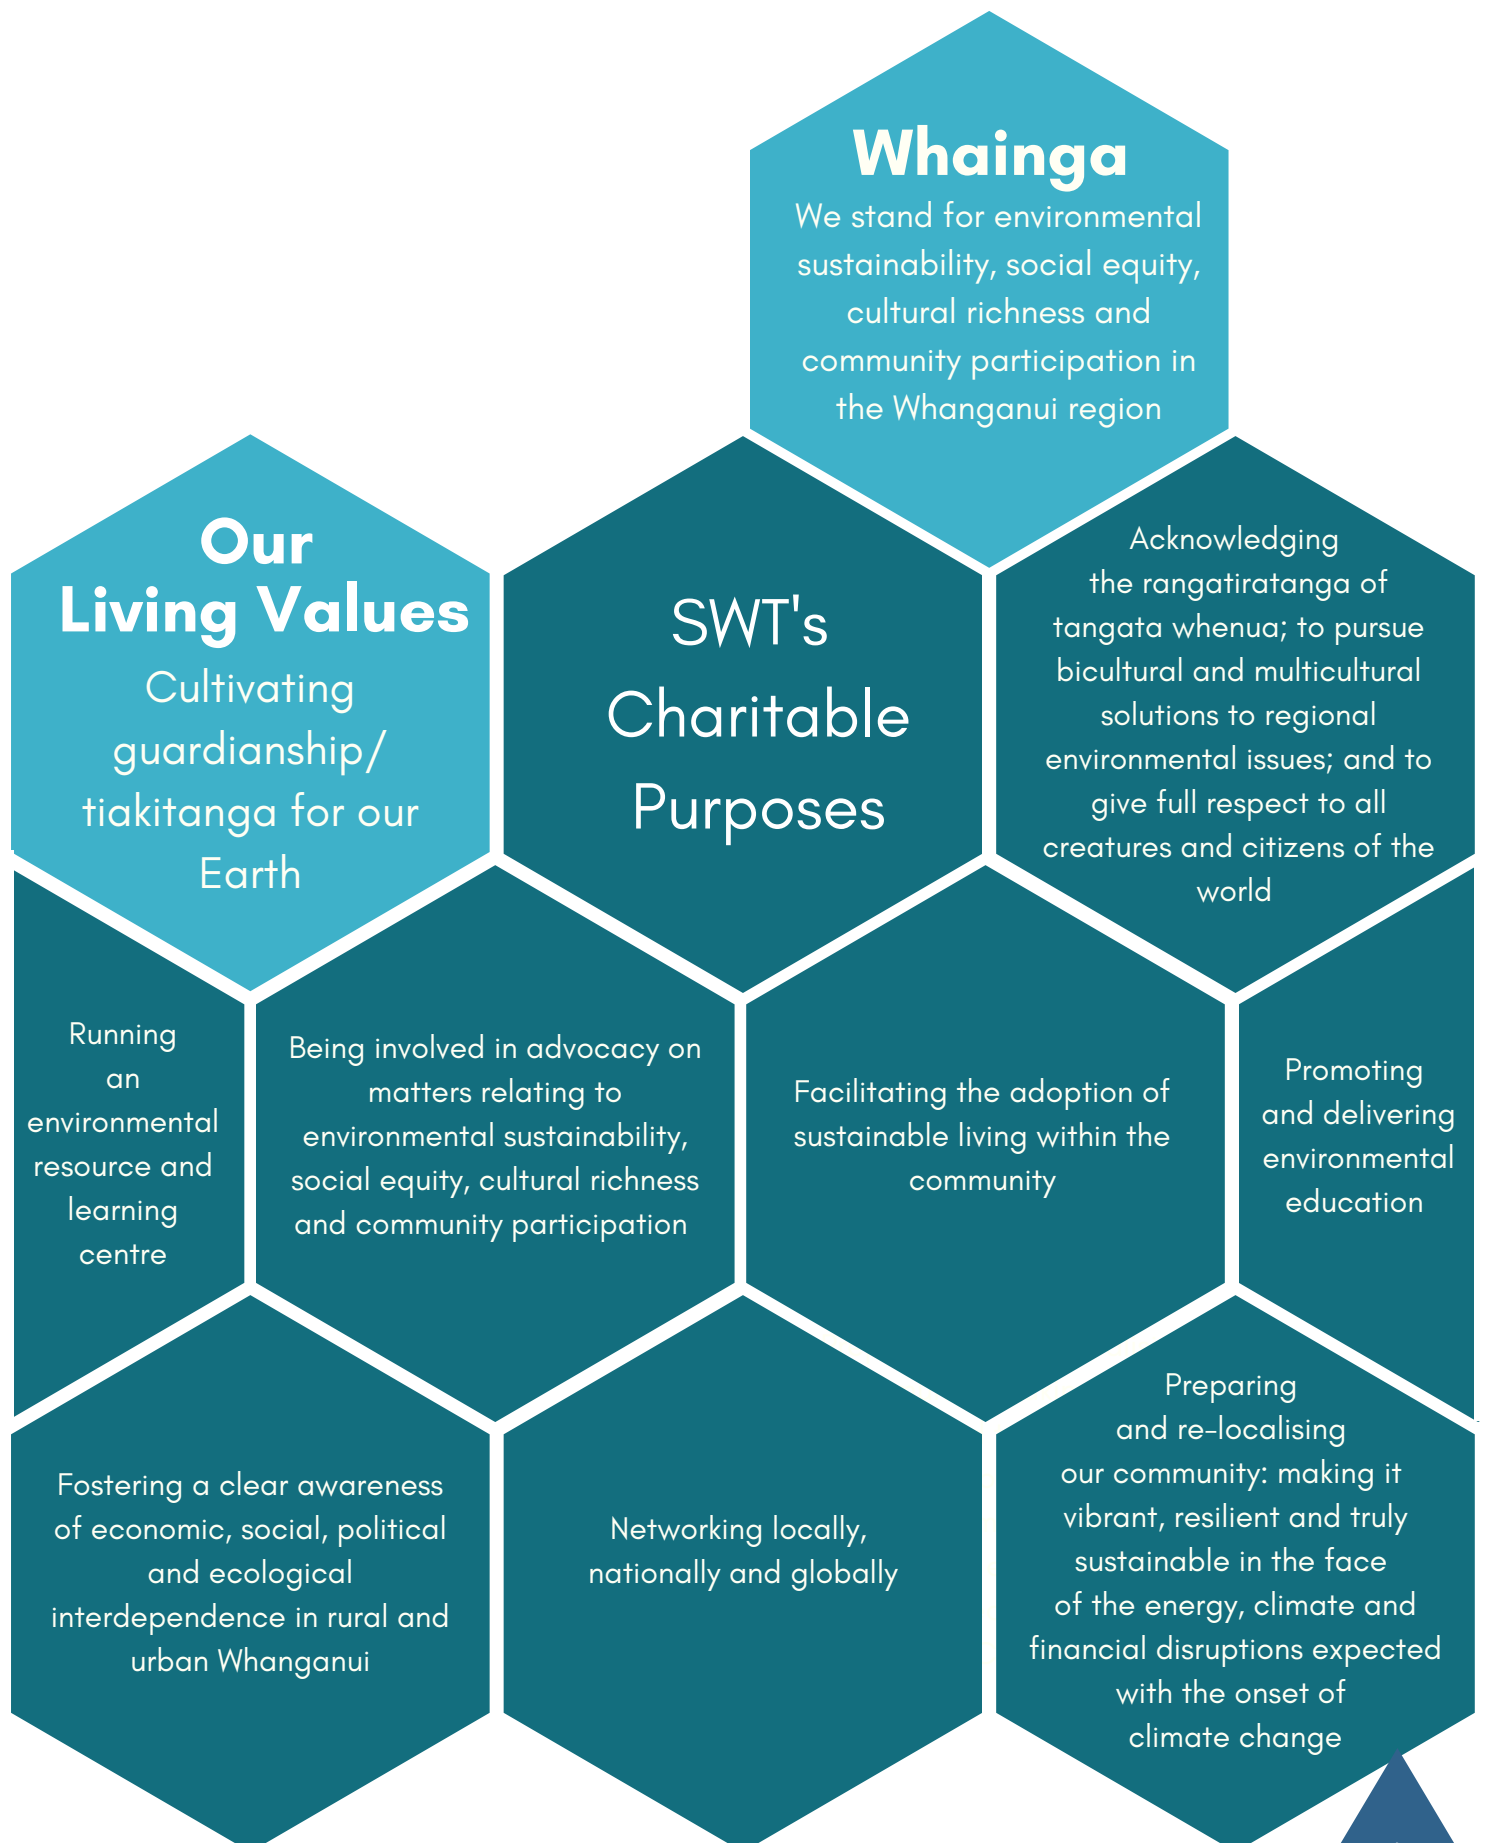 Whainga
We stand for environmental
sustainability, social equity,
cultural richness and
community participation in
the Whanganui region
Our
Living Values
Cultivating
guardianship/
tiakitanga for our
Earth
SWT's
Charitable
Purposes
Acknowledging
the rangatiratanga of
tangata whenua; to pursue
bicultural and multicultural
solutions to regional
environmental issues; and to
give full respect to all
creatures and citizens of the
world
Running
an
environmental
resource and
learning
centre
Being involved in advocacy on
matters relating to
environmental sustainability,
social equity, cultural richness
and community participation
Facilitating the adoption of
sustainable living within the
community
Promoting
and delivering
environmental
education
Fostering a clear awareness
of economic, social, political
and ecological
interdependence in rural and
urban Whanganui
Networking locally,
nationally and globally
Preparing
and re-localising
our community: making it
vibrant, resilient and truly
sustainable in the face
of the energy, climate and
financial disruptions expected
with the onset of
climate change